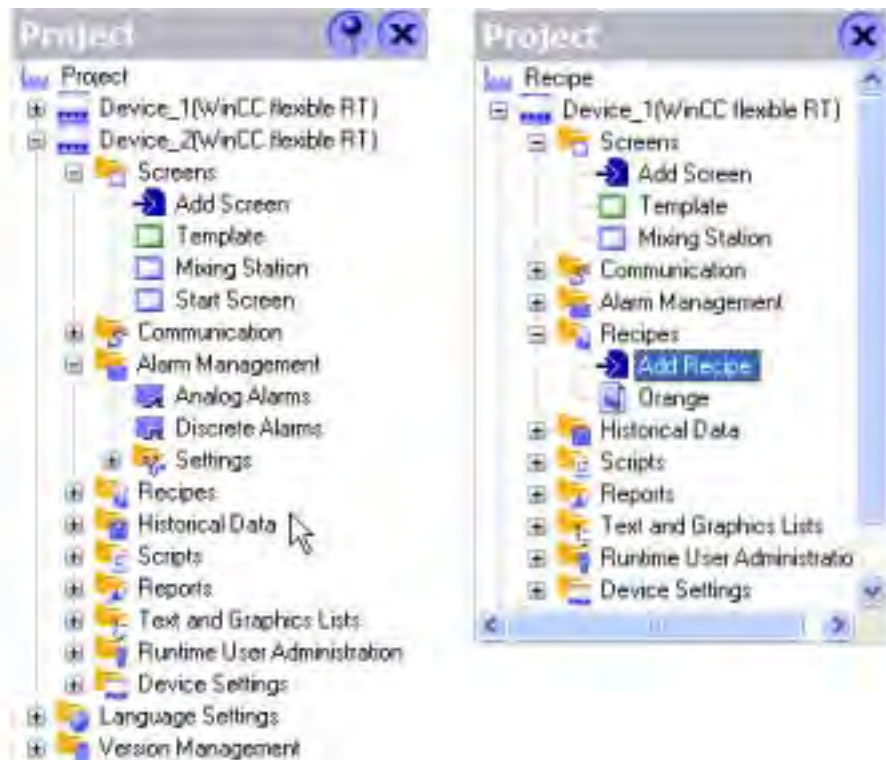 Project
Project
Device_1(WinCC flexible RT)
Device_2(WinCC flexible RT)
Screens
Add Screen
Template
Mixing Station
Start Screen
Communication
Alarm Management
Analog Alarms
Discrete Alarms
Settings
Recipes
Historical Data
Scripts
Reports
Text and Graphics Lists
Runtime User Administration
Device Settings
Language Settings
Version Management
Project
Recipe
Device_1(WinCC flexible RT)
Screens
Add Screen
Template
Mixing Station
Communication
Alarm Management
Recipes
Add Recipe
Orange
Historical Data
Scripts
Reports
Text and Graphics Lists
Runtime User Administratio
Device Settings